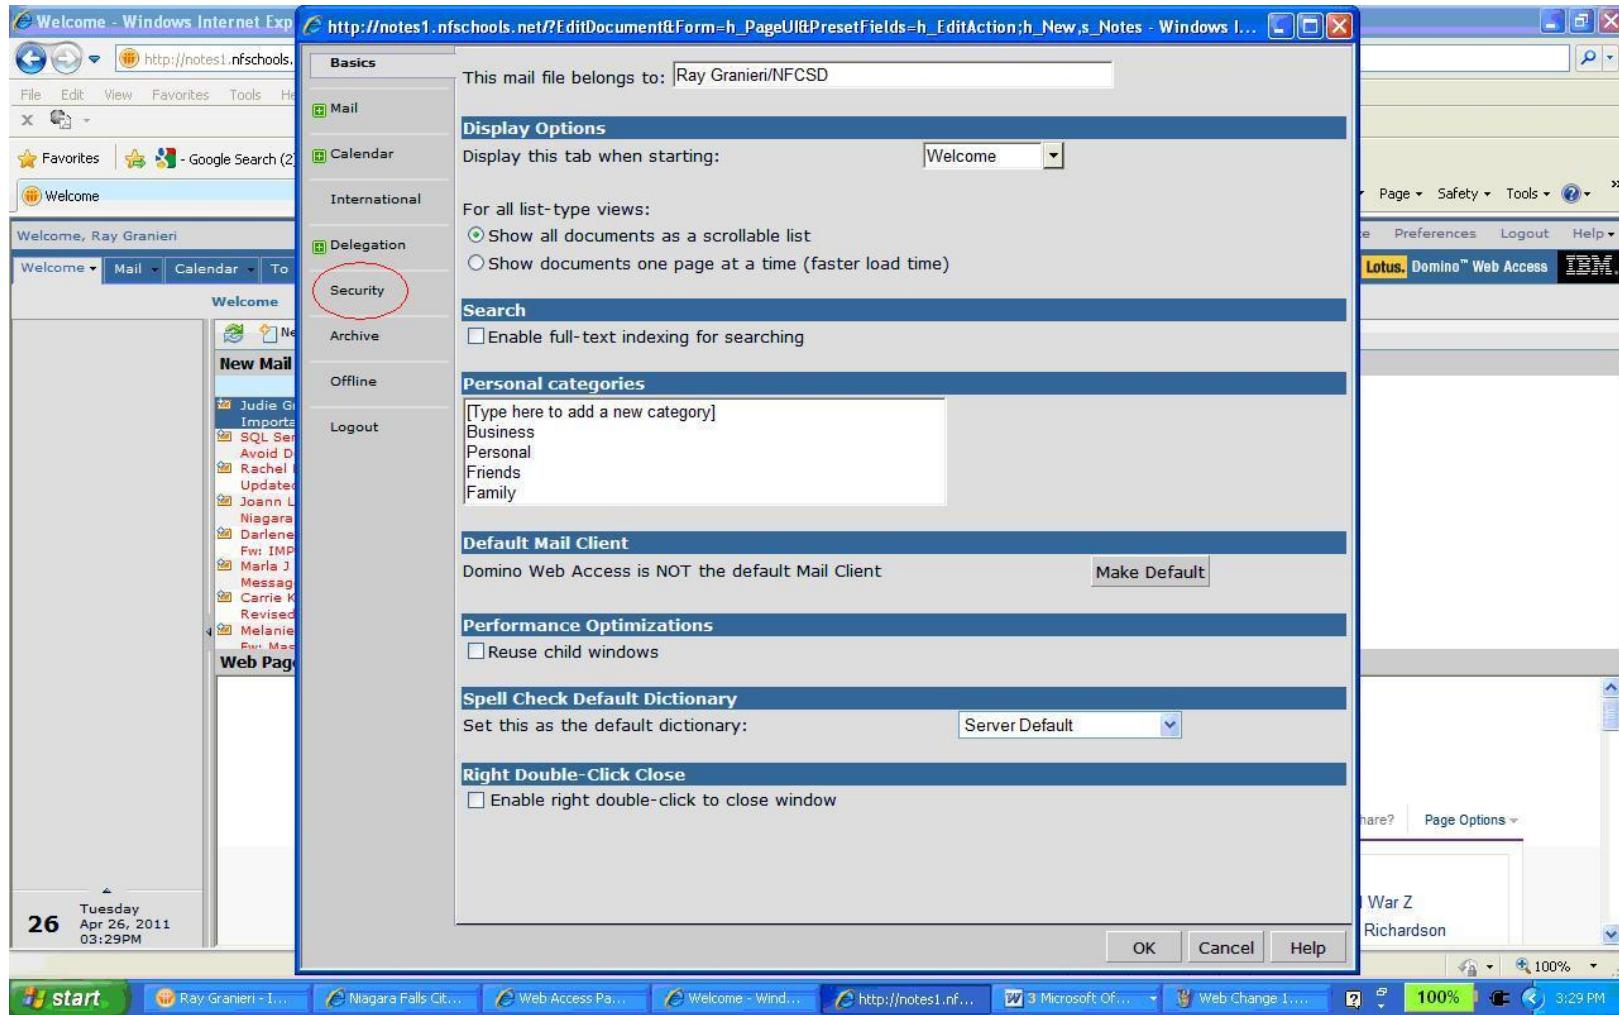 Welcome - Windows Internet Exp
http://notes1.nfschools.net/?EditDocument&Form=h_PageUI&PresetFields=h_EditAction;h_New,s_Notes - Windows I...
http://notes1.nfschools.
File Edit View Favorites Tools He
Favorites
- Google Search (2)
Welcome
Page Safety Tools
Welcome, Ray Granieri
Preferences Logout Help
Welcome Mail Calendar To
Lotus. Domino™ Web Access IBM.
Welcome
Ne
New Mail
Judie G
Importa
SQL Ser
Avoid D
Rachel
Updated
Joann L
Niagara
Darlene
Fw: IMP
Marla J
Messag
Carrie K
Revised
Melanie
Fw: Mas
Web Pag
Basics
Mail
Calendar
International
Delegation
Security
Archive
Offline
Logout
This mail file belongs to: Ray Granieri/NFCSD
Display Options
Display this tab when starting: Welcome
For all list-type views:
Show all documents as a scrollable list
Show documents one page at a time (faster load time)
Search
Enable full-text indexing for searching
Personal categories
[Type here to add a new category]
Business
Personal
Friends
Family
Default Mail Client
Domino Web Access is NOT the default Mail Client Make Default
Performance Optimizations
Reuse child windows
Spell Check Default Dictionary
Set this as the default dictionary: Server Default
Right Double-Click Close
Enable right double-click to close window
OK Cancel Help
hare? Page Options
War Z
Richardson
26
Tuesday
Apr 26, 2011
03:29PM
100%
start
Ray Granieri - I...
Niagara Falls Cit...
Web Access Pa...
Welcome - Wind...
http://notes1.nf...
3 Microsoft Of...
Web Change 1....
100%
3:29 PM